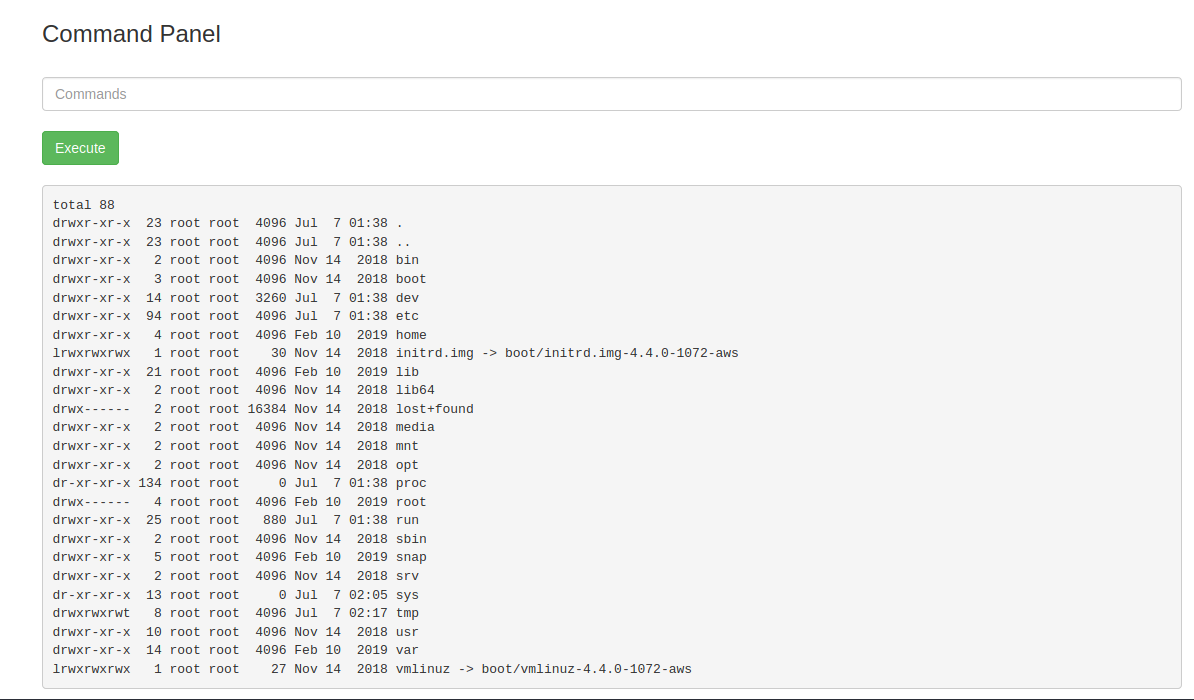 Command Panel
Commands
Execute
total 88
drwxr-xr-x  23 root root  4096 Jul  7 01:38 .
drwxr-xr-x  23 root root  4096 Jul  7 01:38 ..
drwxr-xr-x   2 root root  4096 Nov 14  2018 bin
drwxr-xr-x   3 root root  4096 Nov 14  2018 boot
drwxr-xr-x  14 root root  3260 Jul  7 01:38 dev
drwxr-xr-x  94 root root  4096 Jul  7 01:38 etc
drwxr-xr-x   4 root root  4096 Feb 10  2019 home
lrwxrwxrwx   1 root root    30 Nov 14  2018 initrd.img -> boot/initrd.img-4.4.0-1072-aws
drwxr-xr-x  21 root root  4096 Feb 10  2019 lib
drwxr-xr-x   2 root root  4096 Nov 14  2018 lib64
drwx------   2 root root 16384 Nov 14  2018 lost+found
drwxr-xr-x   2 root root  4096 Nov 14  2018 media
drwxr-xr-x   2 root root  4096 Nov 14  2018 mnt
drwxr-xr-x   2 root root  4096 Nov 14  2018 opt
dr-xr-xr-x 134 root root     0 Jul  7 01:38 proc
drwx------   4 root root  4096 Feb 10  2019 root
drwxr-xr-x  25 root root   880 Jul  7 01:38 run
drwxr-xr-x   2 root root  4096 Nov 14  2018 sbin
drwxr-xr-x   5 root root  4096 Feb 10  2019 snap
drwxr-xr-x   2 root root  4096 Nov 14  2018 srv
dr-xr-xr-x  13 root root     0 Jul  7 02:05 sys
drwxrwxrwt   8 root root  4096 Jul  7 02:17 tmp
drwxr-xr-x  10 root root  4096 Nov 14  2018 usr
drwxr-xr-x  14 root root  4096 Feb 10  2019 var
lrwxrwxrwx   1 root root    27 Nov 14  2018 vmlinuz -> boot/vmlinuz-4.4.0-1072-aws